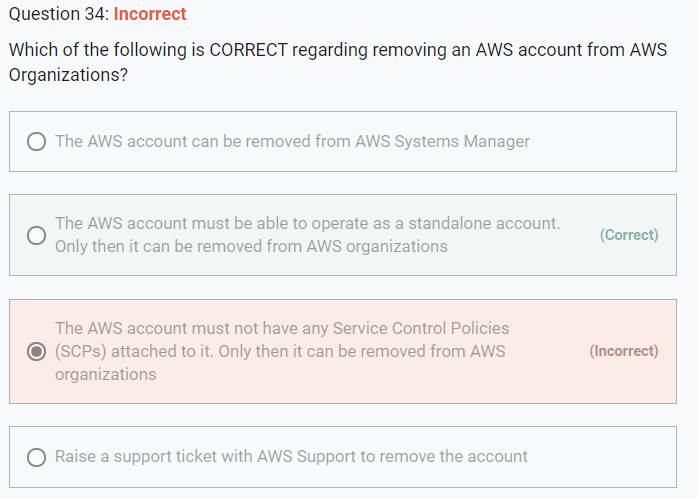 Question 34: Incorrect
Which of the following is CORRECT regarding removing an AWS account from AWS
Organizations?
The AWS account can be removed from AWS Systems Manager
The AWS account must be able to operate as a standalone account.
Only then it can be removed from AWS organizations
(Correct)
The AWS account must not have any Service Control Policies
(SCPs) attached to it. Only then it can be removed from AWS
organizations
(Incorrect)
Raise a support ticket with AWS Support to remove the account